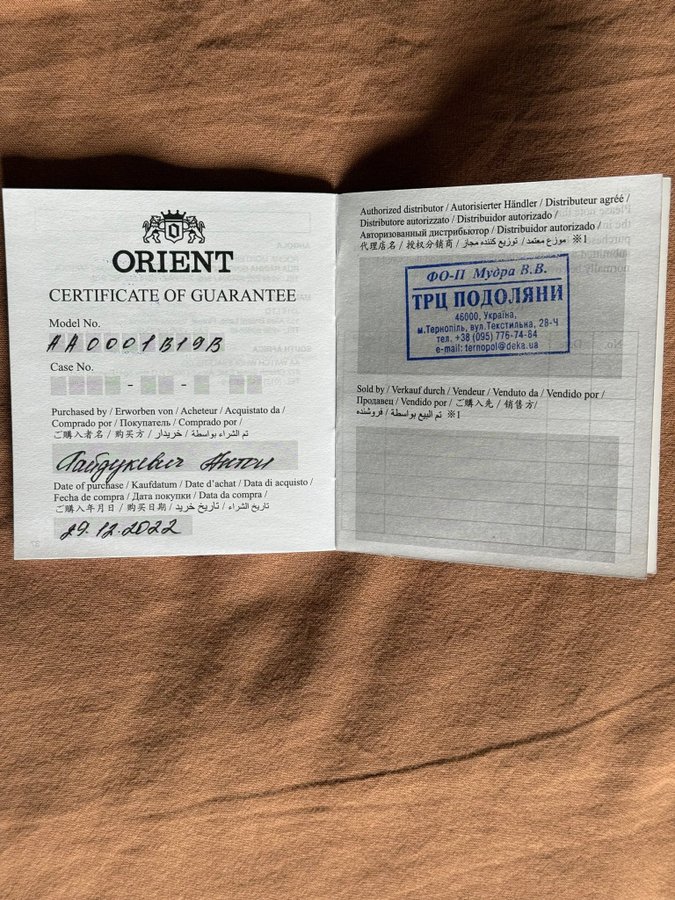 ORIENT
CERTIFICATE OF GUARANTEE
Model No.
AA0001B19B
Case No.
- - -
Purchased by / Erworben von / Acheteur / Acquistato da /
Comprado por / Покупатель / Comprado por /
ご購入者名 / 购买方 / خریدار / تم الشراء بواسطة /
Гайдукевич Антон
Date of purchase / Kaufdatum / Date d'achat / Data di acquisto /
Fecha de compra / Дата покупки / Data da compra /
ご購入年月日 / 购买日期 / تاریخ خرید / تاريخ الشراء /
29.12.2022
Authorized distributor / Autorisierter Händler / Distributeur agréé /
Distributore autorizzato / Distribuidor autorizado /
Авторизованный дистрибьютор / Distribuidor autorizado /
代理店名 / 授权分销商 / توزیع کننده مجاز / موزع معتمد / ※1
ФО-П Мудра В.В.
ТРЦ ПОДОЛЯНИ
46000, Україна,
м.Тернопіль, вул.Текстильна, 28-Ч
тел. +38 (095) 776-74-84
e-mail: ternopol@deka.ua
Sold by / Verkauf durch / Vendeur / Venduto da / Vendido por /
Продавец / Vendido por / ご購入先 / 销售方/
فروشنده / تم البيع بواسطة / ※1